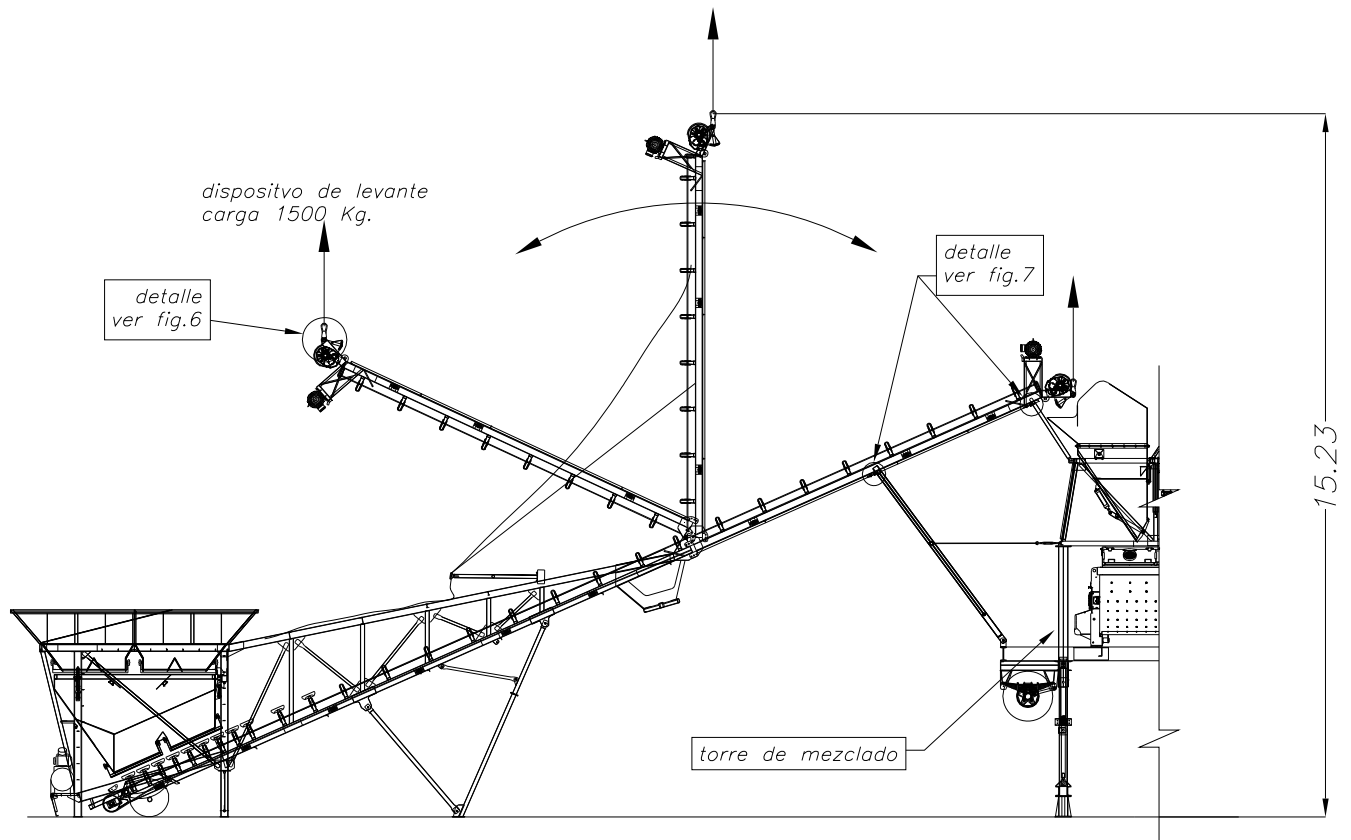 dispositvo de levante
carga 1500 Kg.
detalle
ver fig.7
detalle
ver fig.6
15.23
torre de mezclado